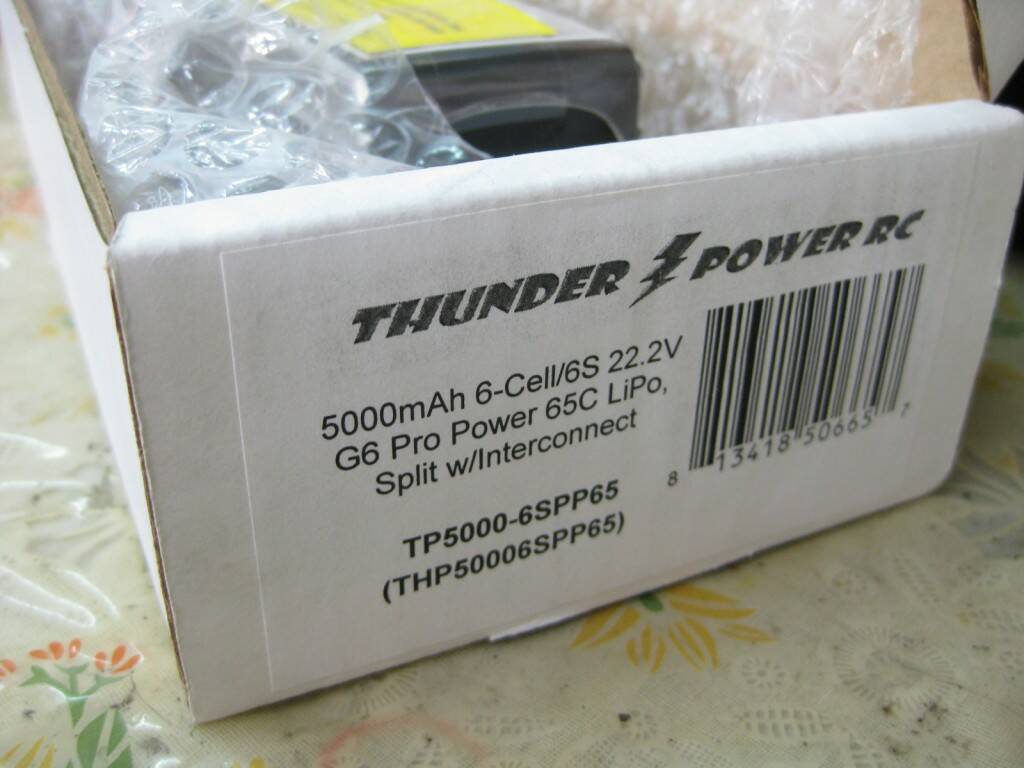 THUNDER POWER RC
5000mAh 6-Cell/6S 22.2V
G6 Pro Power 65C LiPo,
Split w/Interconnect
TP5000-6SPP65
(THP50006SPP65)
8 13418 50665 7